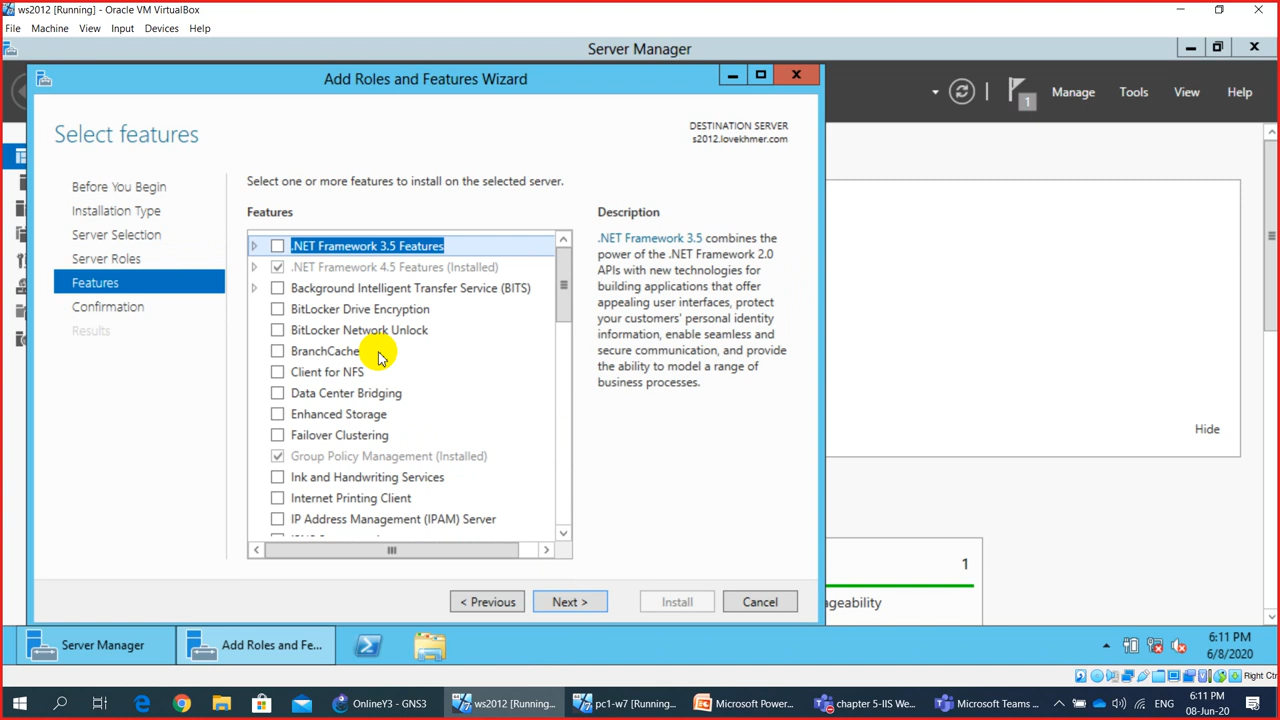 ws2012 [Running] - Oracle VM VirtualBox
File Machine View Input Devices Help
Server Manager
Add Roles and Features Wizard
1 Manage Tools View Help
Select features
DESTINATION SERVER
s2012.lovekhmer.com
Before You Begin
Installation Type
Server Selection
Server Roles
Features
Confirmation
Results
Select one or more features to install on the selected server.
Features
.NET Framework 3.5 Features
.NET Framework 4.5 Features (Installed)
Background Intelligent Transfer Service (BITS)
BitLocker Drive Encryption
BitLocker Network Unlock
BranchCache
Client for NFS
Data Center Bridging
Enhanced Storage
Failover Clustering
Group Policy Management (Installed)
Ink and Handwriting Services
Internet Printing Client
IP Address Management (IPAM) Server
Description
.NET Framework 3.5 combines the
power of the .NET Framework 2.0
APIs with new technologies for
building applications that offer
appealing user interfaces, protect
your customers' personal identity
information, enable seamless and
secure communication, and provide
the ability to model a range of
business processes.
Hide
1
ageability
< Previous Next > Install Cancel
Server Manager Add Roles and Fe... 6:11 PM
6/8/2020
Right Ctr
OnlineY3 - GNS3 ws2012 [Running... pc1-w7 [Running,... Microsoft Power... chapter 5-IIS We... Microsoft Teams ... ENG 6:11 PM
08-Jun-20